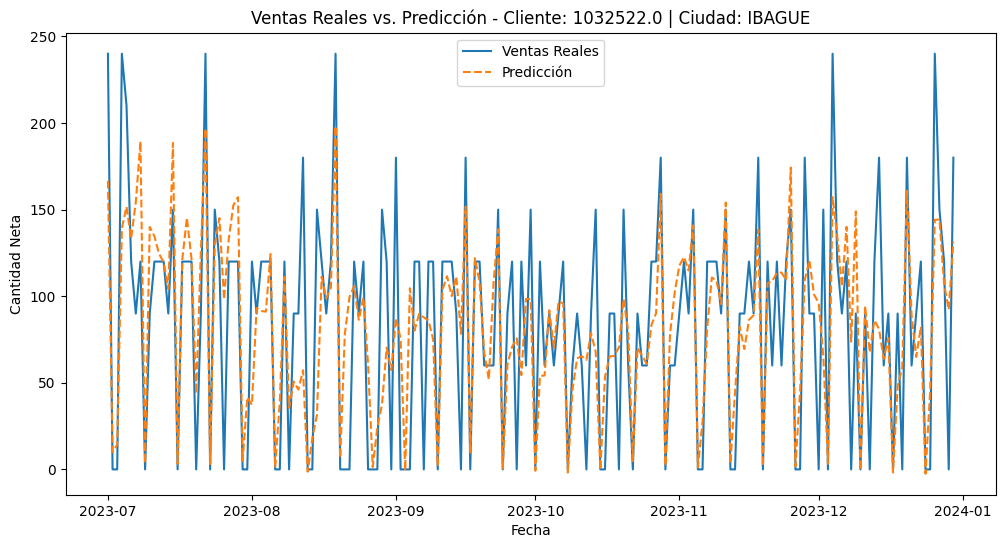 Ventas Reales vs. Predicción - Cliente: 1032522.0 | Ciudad: IBAGUE
Ventas Reales
Predicción
Cantidad Neta
250
200
150
100
50
0
2023-07
2023-08
2023-09
2023-10
2023-11
2023-12
2024-01
Fecha